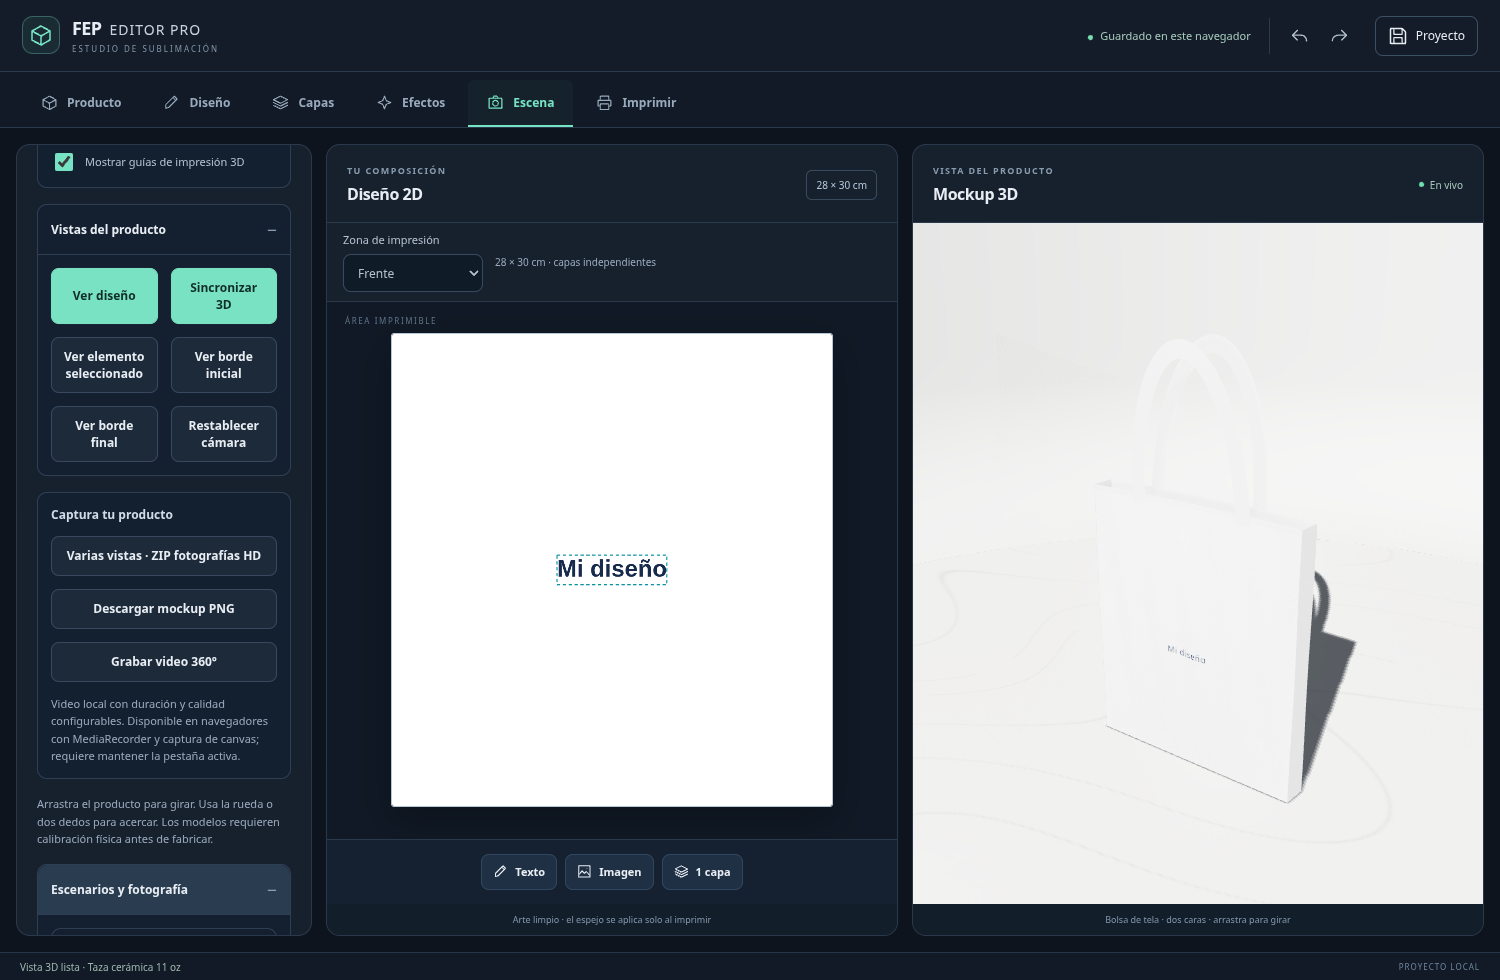 FEP EDITOR PRO
ESTUDIO DE SUBLIMACIÓN
Guardado en este navegador
Proyecto
Producto
Diseño
Capas
Efectos
Escena
Imprimir
Mostrar guías de impresión 3D
Vistas del producto
Ver diseño
Sincronizar
3D
Ver elemento
seleccionado
Ver borde
inicial
Ver borde
final
Restablecer
cámara
Captura tu producto
Varias vistas · ZIP fotografías HD
Descargar mockup PNG
Grabar video 360°
Video local con duración y calidad
configurables. Disponible en navegadores
con MediaRecorder y captura de canvas;
requiere mantener la pestaña activa.
Arrastra el producto para girar. Usa la rueda o
dos dedos para acercar. Los modelos requieren
calibración física antes de fabricar.
Escenarios y fotografía
TU COMPOSICIÓN
Diseño 2D
28 × 30 cm
Zona de impresión
Frente
28 × 30 cm · capas independientes
ÁREA IMPRIMIBLE
Mi diseño
Texto
Imagen
1 capa
Arte limpio · el espejo se aplica solo al imprimir
VISTA DEL PRODUCTO
Mockup 3D
En vivo
Mi diseño
Bolsa de tela · dos caras · arrastra para girar
Vista 3D lista · Taza cerámica 11 oz
PROYECTO LOCAL